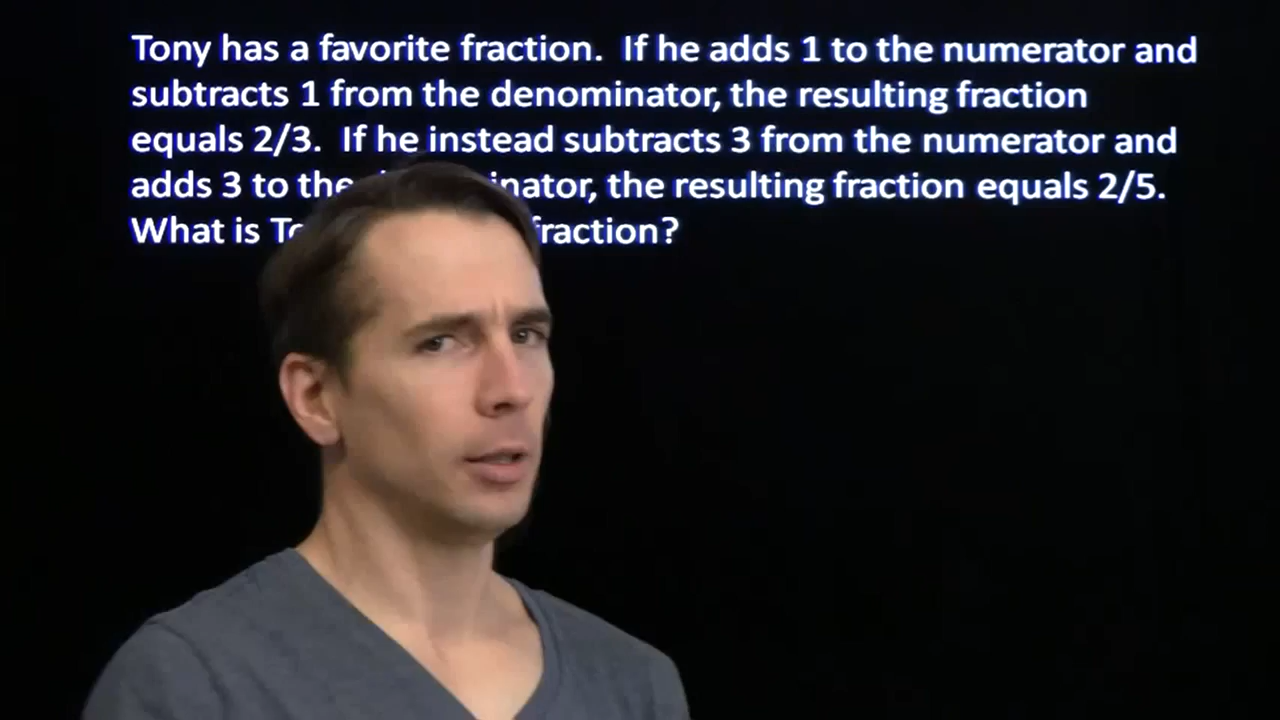 Tony has a favorite fraction. If he adds 1 to the numerator and
subtracts 1 from the denominator, the resulting fraction
equals 2/3. If he instead subtracts 3 from the numerator and
adds 3 to the the resulting fraction equals 2/5.
What is fraction?